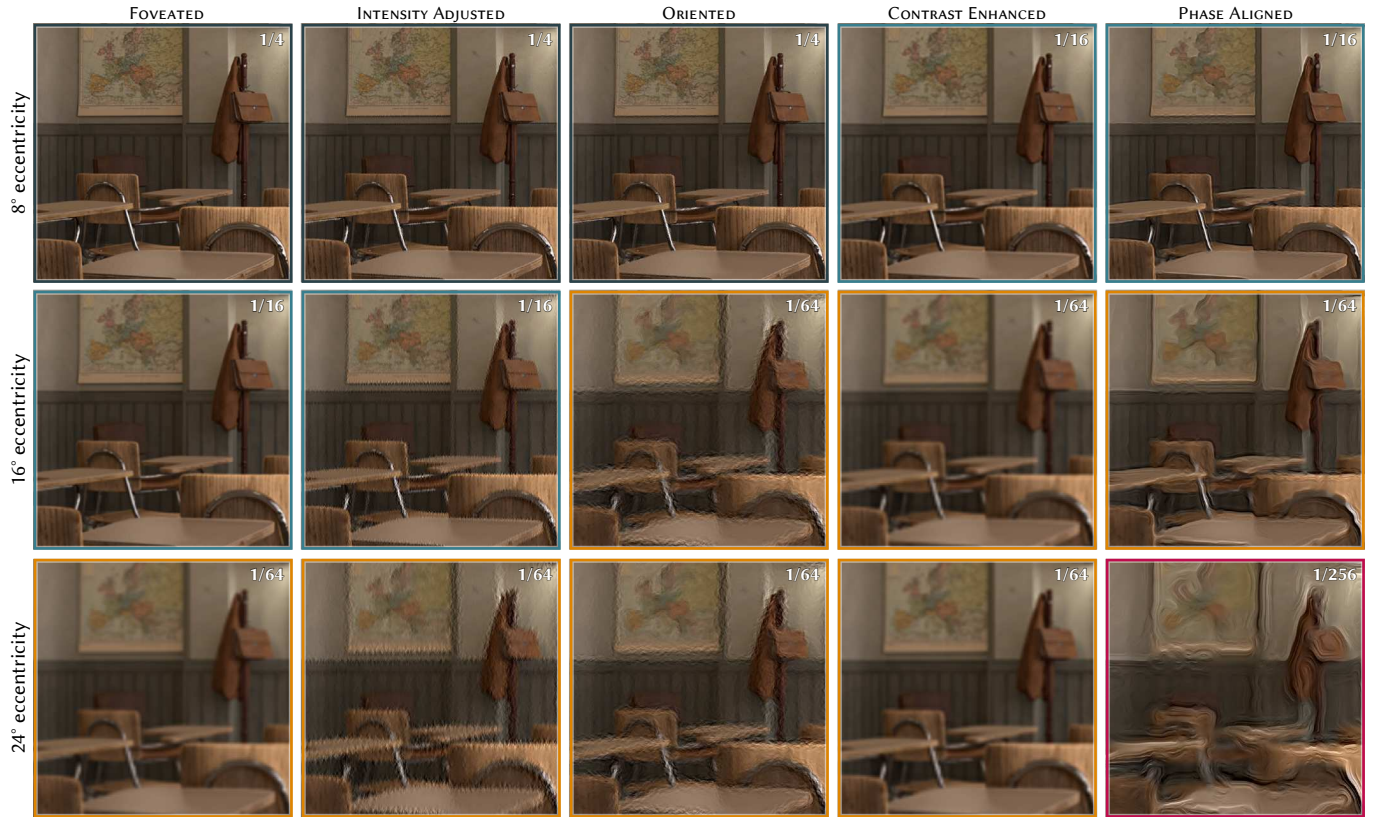 FOVEATED INTENSITY ADJUSTED ORIENTED CONTRAST ENHANCED PHASE ALIGNED
8° eccentricity
1/4 1/4 1/4 1/16 1/16
16° eccentricity
1/16 1/16 1/64 1/64 1/64
24° eccentricity
1/64 1/64 1/64 1/64 1/256